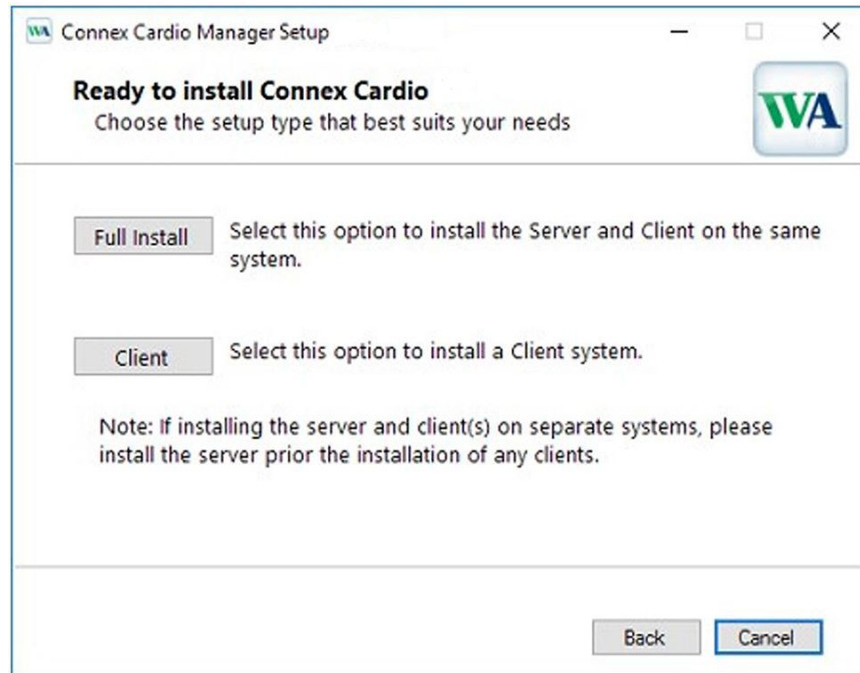 WA Connex Cardio Manager Setup
Ready to install Connex Cardio
Choose the setup type that best suits your needs
WA
Full Install
Select this option to install the Server and Client on the same
system.
Client
Select this option to install a Client system.
Note: If installing the server and client(s) on separate systems, please
install the server prior the installation of any clients.
Back
Cancel